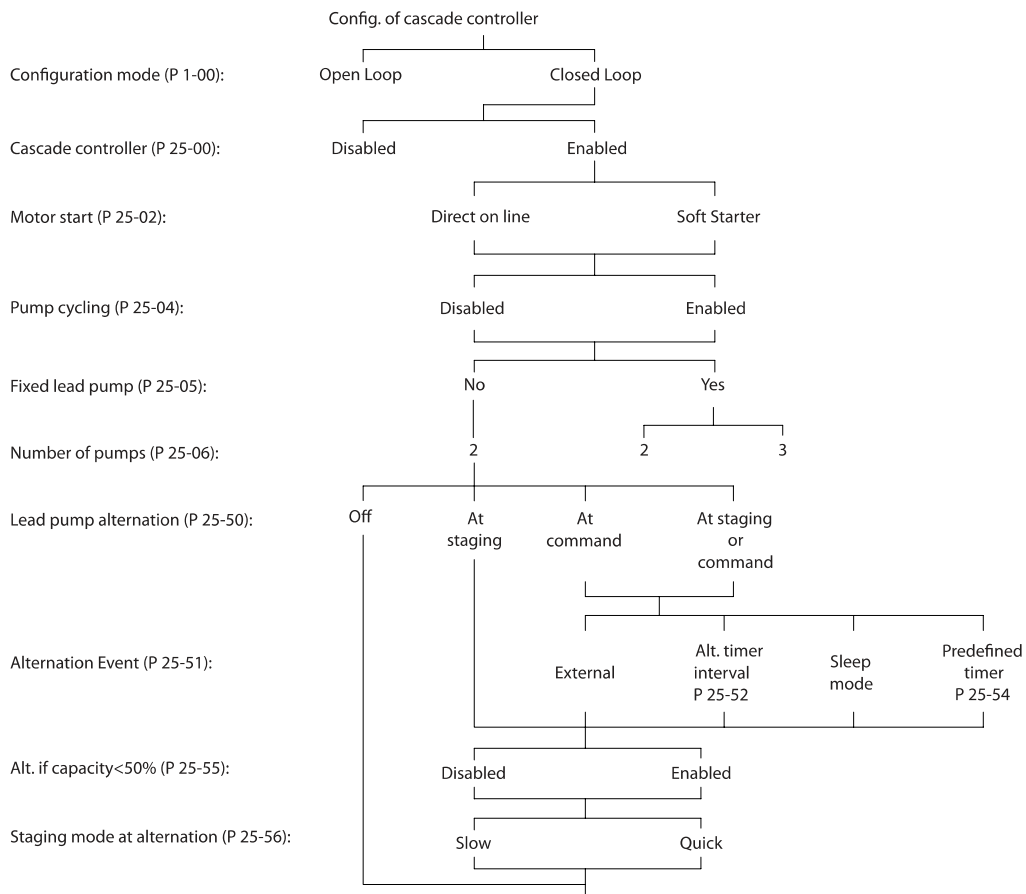 Config. of cascade controller
Configuration mode (P 1-00):
Open Loop
Closed Loop
Cascade controller (P 25-00):
Disabled
Enabled
Motor start (P 25-02):
Direct on line
Soft Starter
Pump cycling (P 25-04):
Disabled
Enabled
Fixed lead pump (P 25-05):
No
Yes
Number of pumps (P 25-06):
2
2
3
Lead pump alternation (P 25-50):
Off
At
staging
At
command
At staging
or
command
Alternation Event (P 25-51):
External
Alt. timer
interval
P 25-52
Sleep
mode
Predefined
timer
P 25-54
Alt. if capacity<50% (P 25-55):
Disabled
Enabled
Staging mode at alternation (P 25-56):
Slow
Quick